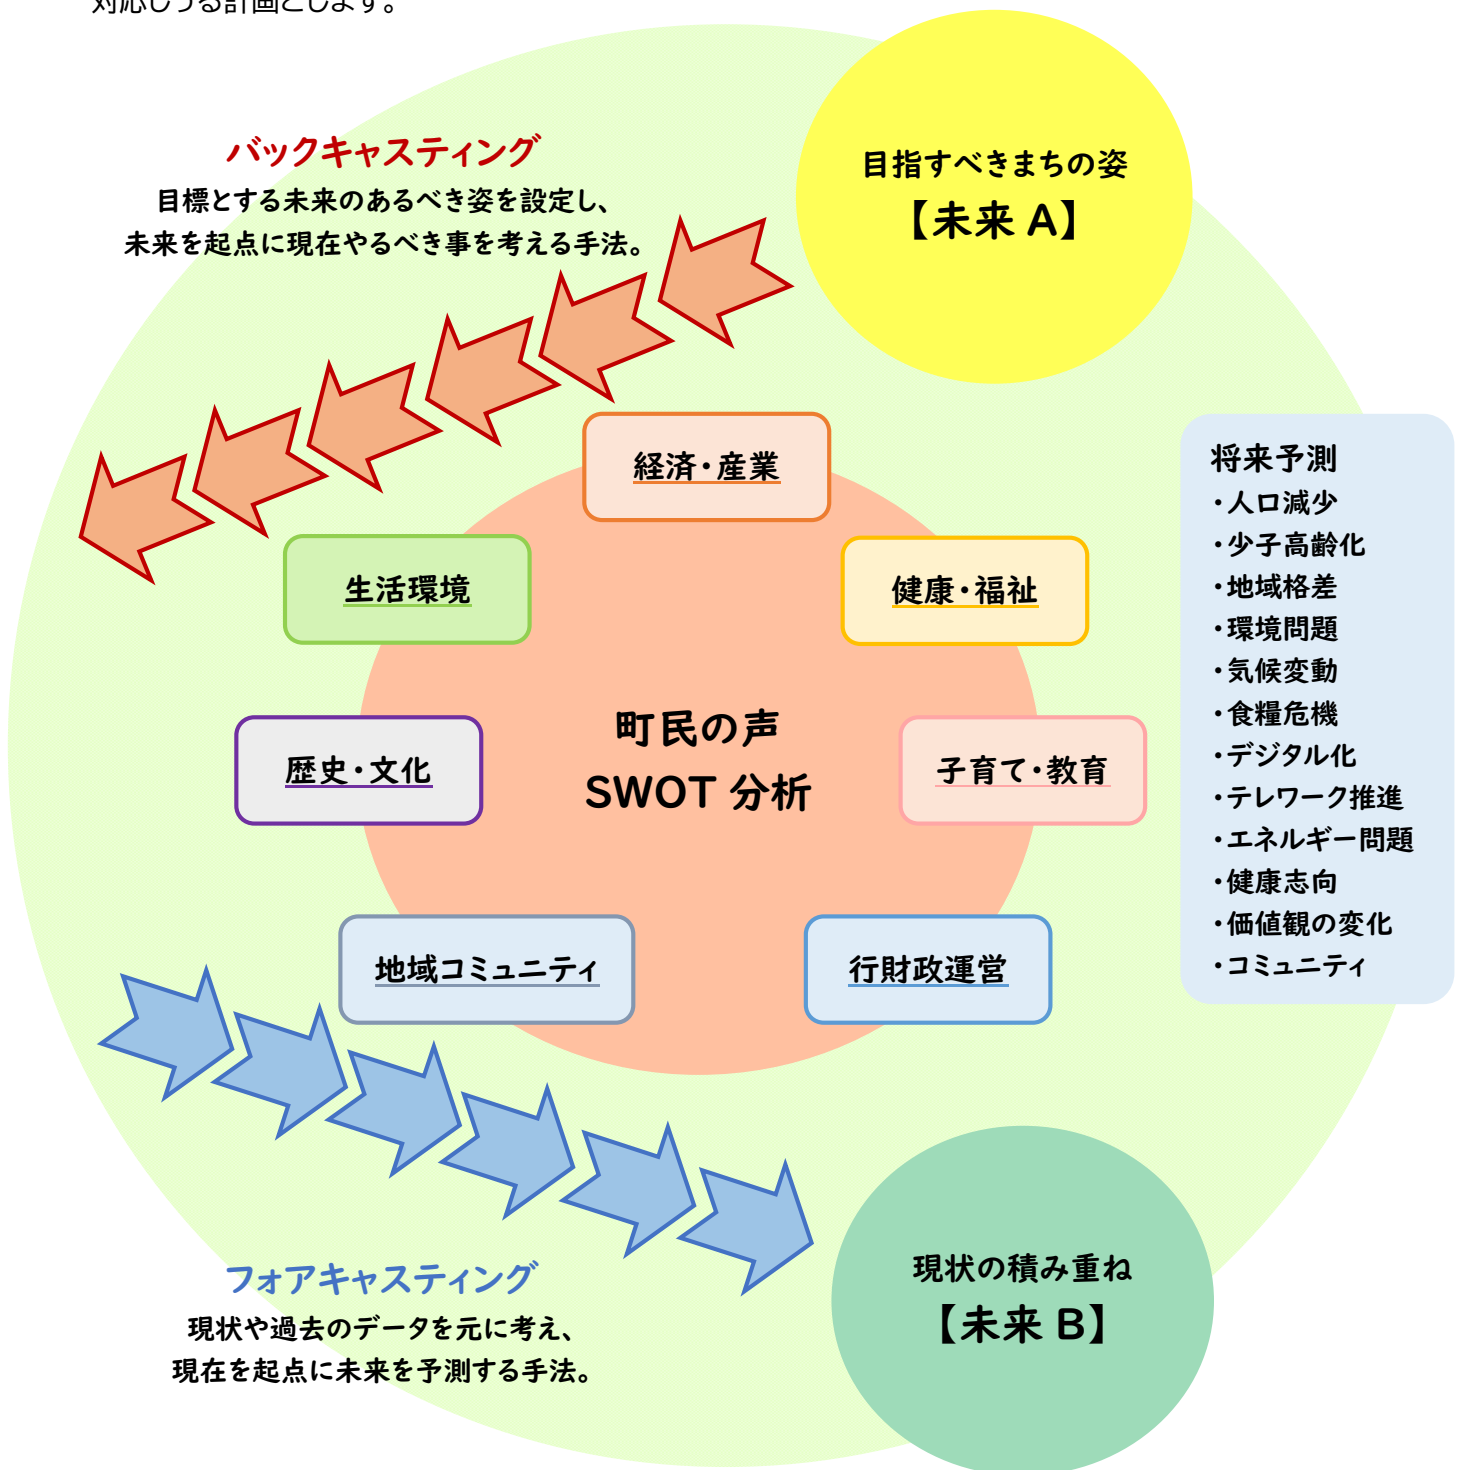 対応しうる計画とします。
バックキャスティング
目標とする未来のあるべき姿を設定し、
未来を起点に現在やるべき事を考える手法。
目指すべきまちの姿
【未来 A】
経済・産業
生活環境
健康・福祉
歴史・文化
町民の声
SWOT 分析
子育て・教育
地域コミュニティ
行財政運営
将来予測
・人口減少
・少子高齢化
・地域格差
・環境問題
・気候変動
・食糧危機
・デジタル化
・テレワーク推進
・エネルギー問題
・健康志向
・価値観の変化
・コミュニティ
フォアキャスティング
現状や過去のデータを元に考え、
現在を起点に未来を予測する手法。
現状の積み重ね
【未来 B】